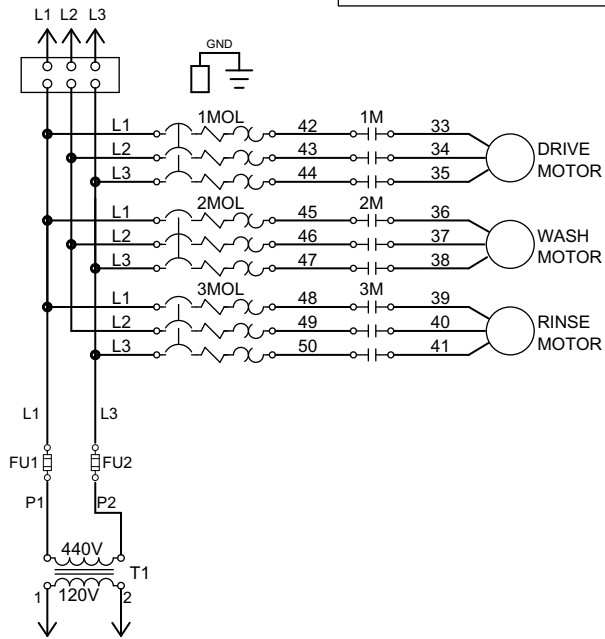 L1 L2 L3
GND
1MOL 1M
L1 42 33
L2 43 34
L3 44 35
DRIVE
MOTOR
2MOL 2M
L1 45 36
L2 46 37
L3 47 38
WASH
MOTOR
3MOL 3M
L1 48 39
L2 49 40
L3 50 41
RINSE
MOTOR
L1 L3
FU1 FU2
P1 P2
440V
T1
120V
1 2